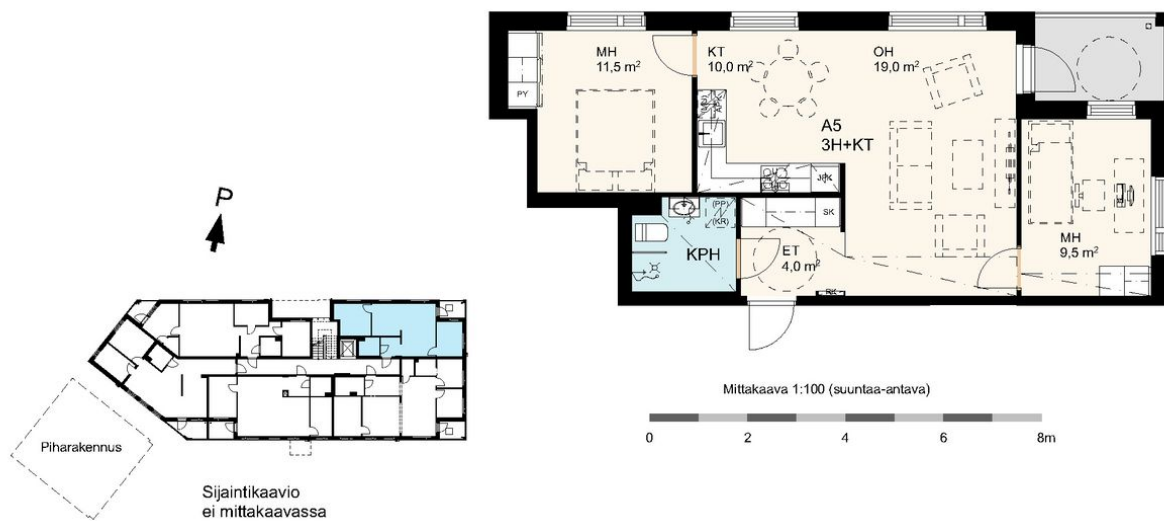 MH
11,5 m²
PY
KT
10,0 m²
OH
19,0 m²
A5
3H+KT
(PP)
(KR)
KPH
SK
ET
4,0 m²
RK
MH
9,5 m²
P
Piharakennus
Sijaintikaavio
ei mittakaavassa
Mittakaava 1:100 (suuntaa-antava)
0 2 4 6 8m